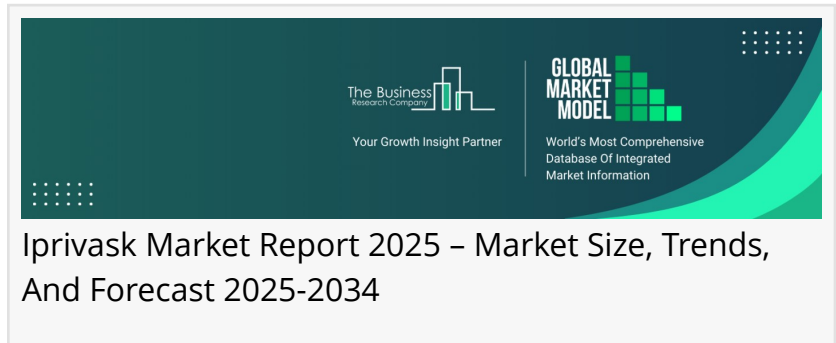 The Business
Research Company
Your Growth Insight Partner
GLOBAL
MARKET
MODEL
World's Most Comprehensive
Database Of Integrated
Market Information
Iprivask Market Report 2025 – Market Size, Trends,
And Forecast 2025-2034